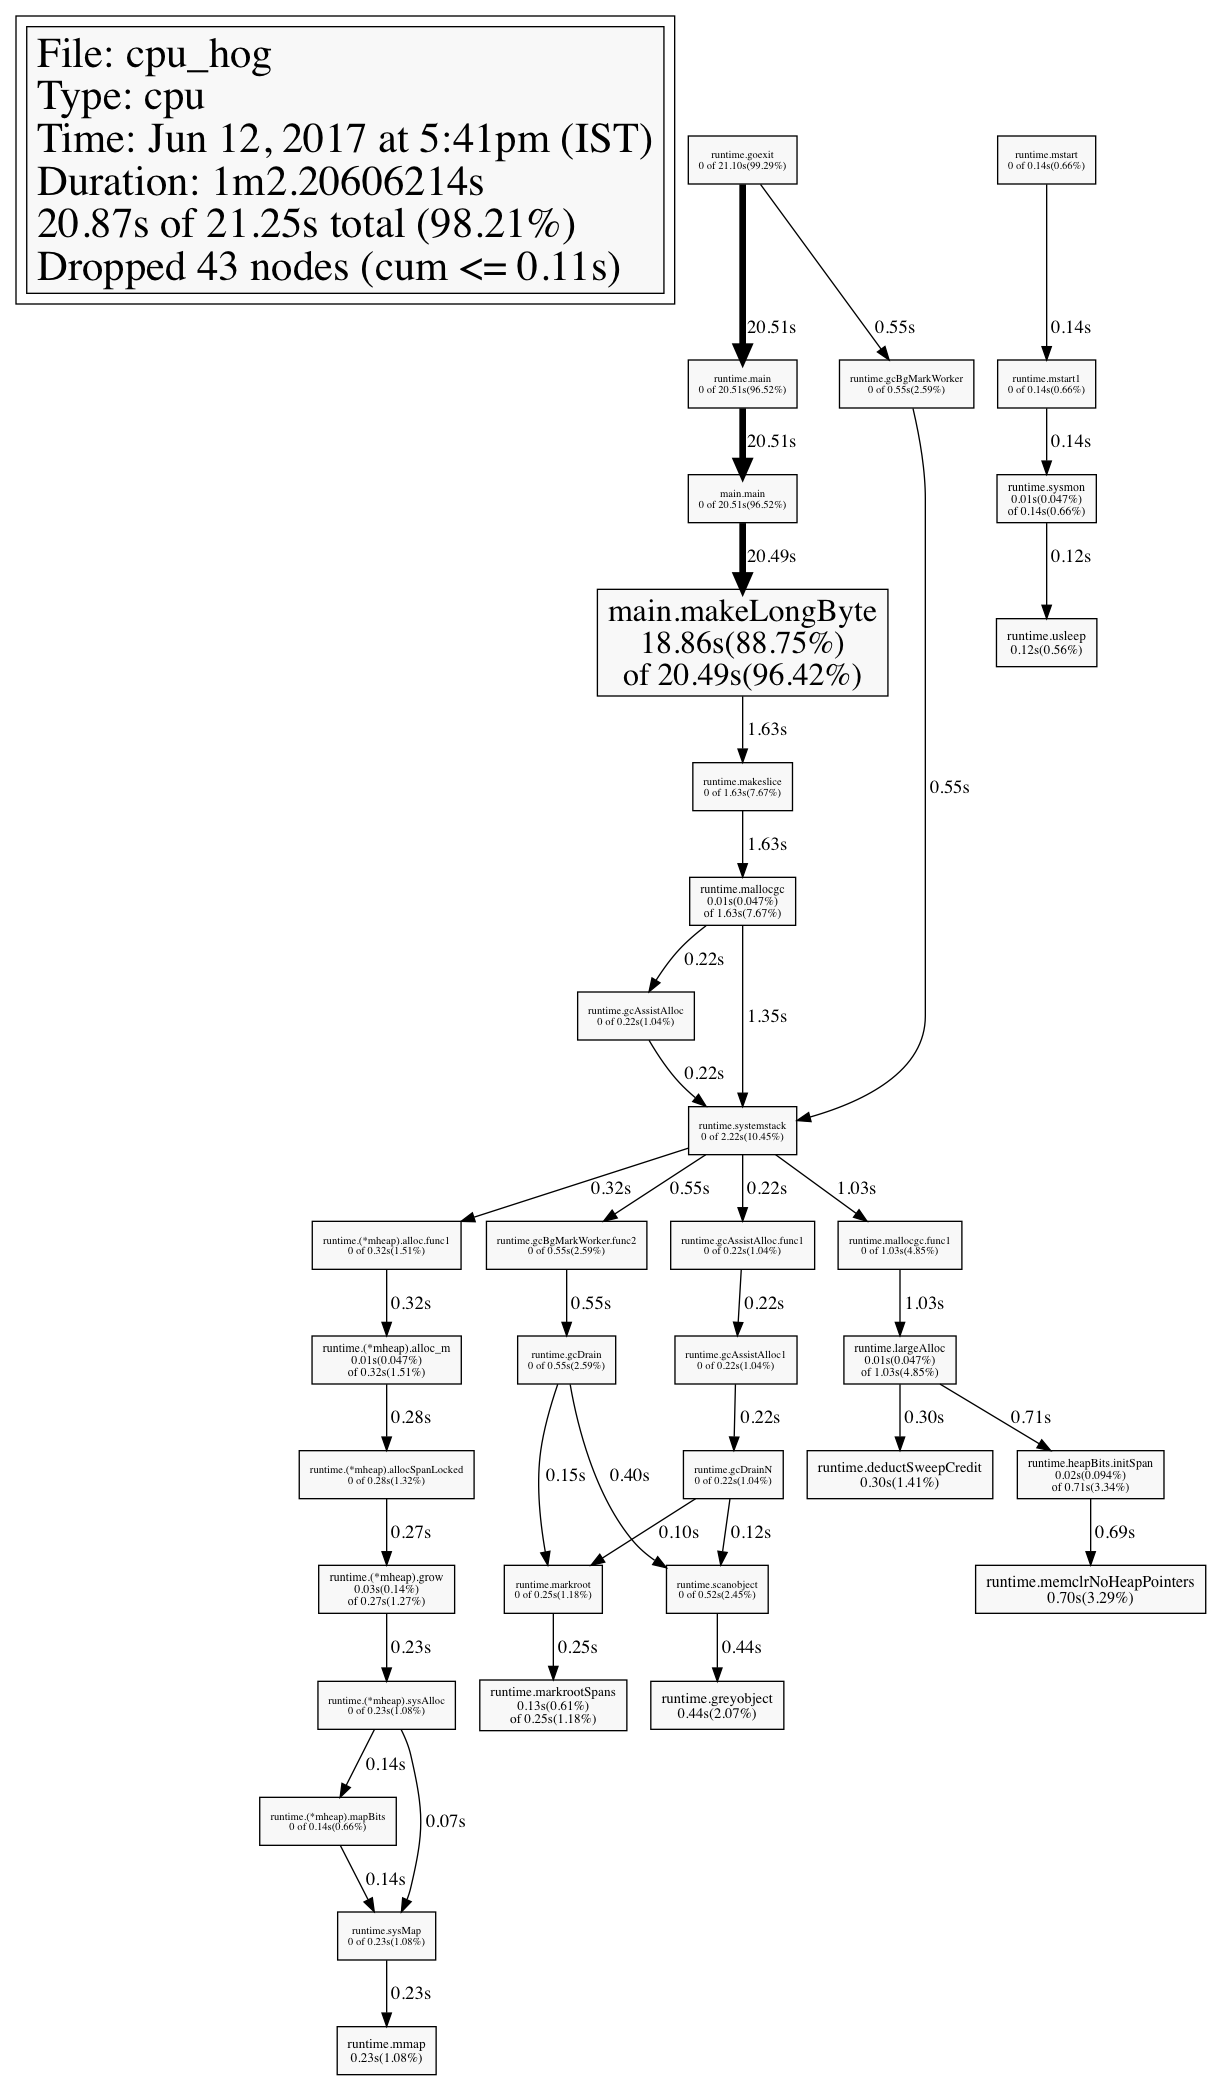 File: cpu_hog
Type: cpu
Time: Jun 12, 2017 at 5:41pm (IST)
Duration: 1m2.20606214s
20.87s of 21.25s total (98.21%)
Dropped 43 nodes (cum <= 0.11s)
runtime.goexit
0 of 21.10s(99.29%)
runtime.mstart
0 of 0.14s(0.66%)
20.51s
0.55s
0.14s
runtime.main
0 of 20.51s(96.52%)
runtime.gcBgMarkWorker
0 of 0.55s(2.59%)
runtime.mstart1
0 of 0.14s(0.66%)
20.51s
0.14s
main.main
0 of 20.51s(96.52%)
runtime.sysmon
0.01s(0.047%)
of 0.14s(0.66%)
20.49s
0.12s
main.makeLongByte
18.86s(88.75%)
of 20.49s(96.42%)
runtime.usleep
0.12s(0.56%)
1.63s
runtime.makeslice
0 of 1.63s(7.67%)
0.55s
1.63s
runtime.mallocgc
0.01s(0.047%)
of 1.63s(7.67%)
0.22s
runtime.gcAssistAlloc
0 of 0.22s(1.04%)
1.35s
0.22s
runtime.systemstack
0 of 2.22s(10.45%)
0.32s
0.55s
0.22s
1.03s
runtime.(*mheap).alloc.func1
0 of 0.32s(1.51%)
runtime.gcBgMarkWorker.func2
0 of 0.55s(2.59%)
runtime.gcAssistAlloc.func1
0 of 0.22s(1.04%)
runtime.mallocgc.func1
0 of 1.03s(4.85%)
0.32s
0.55s
0.22s
1.03s
runtime.(*mheap).alloc_m
0.01s(0.047%)
of 0.32s(1.51%)
runtime.gcDrain
0 of 0.55s(2.59%)
runtime.gcAssistAlloc1
0 of 0.22s(1.04%)
runtime.largeAlloc
0.01s(0.047%)
of 1.03s(4.85%)
0.28s
0.22s
0.30s
0.71s
runtime.(*mheap).allocSpanLocked
0 of 0.28s(1.32%)
0.15s
0.40s
runtime.gcDrainN
0 of 0.22s(1.04%)
runtime.deductSweepCredit
0.30s(1.41%)
runtime.heapBits.initSpan
0.02s(0.094%)
of 0.71s(3.34%)
0.27s
0.10s
0.12s
0.69s
runtime.(*mheap).grow
0.03s(0.14%)
of 0.27s(1.27%)
runtime.markroot
0 of 0.25s(1.18%)
runtime.scanobject
0 of 0.52s(2.45%)
runtime.memclrNoHeapPointers
0.70s(3.29%)
0.23s
0.25s
0.44s
runtime.(*mheap).sysAlloc
0 of 0.23s(1.08%)
runtime.markrootSpans
0.13s(0.61%)
of 0.25s(1.18%)
runtime.greyobject
0.44s(2.07%)
0.14s
runtime.(*mheap).mapBits
0 of 0.14s(0.66%)
0.07s
0.14s
runtime.sysMap
0 of 0.23s(1.08%)
0.23s
runtime.mmap
0.23s(1.08%)